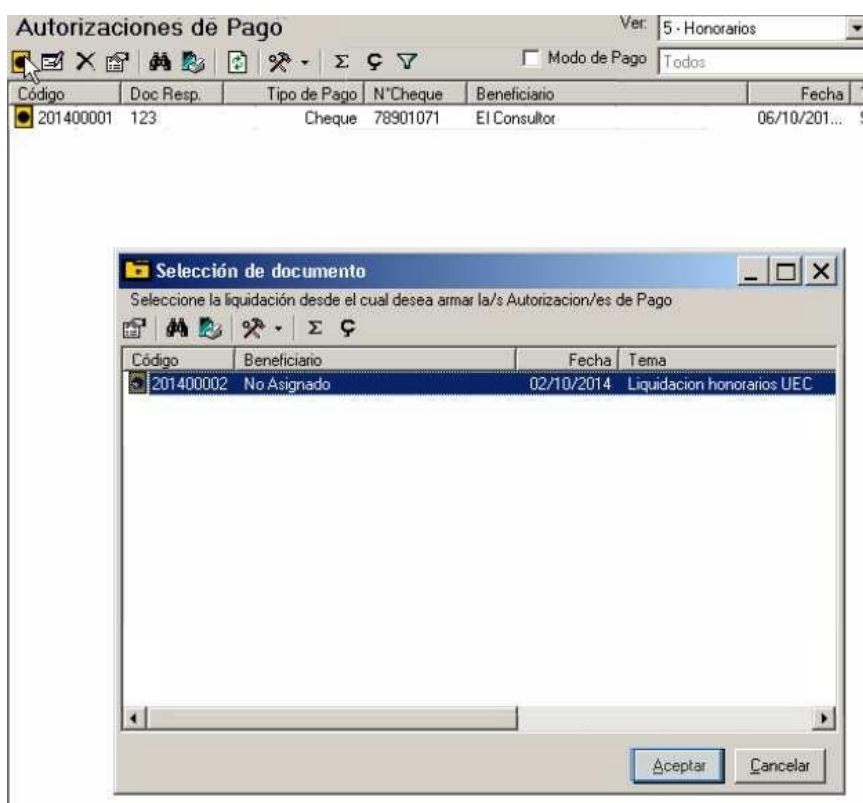 Autorizaciones de Pago Ver: 5 - Honorarios
Σ Ç Modo de Pago Todos
Código Doc Resp. Tipo de Pago N°Cheque Beneficiario Fecha
201400001 123 Cheque 78901071 El Consultor 06/10/201...
Selección de documento
Seleccione la liquidación desde el cual desea armar la/s Autorizacion/es de Pago
Σ Ç
Código Beneficiario Fecha Tema
201400002 No Asignado 02/10/2014 Liquidacion honorarios UEC
Aceptar Cancelar